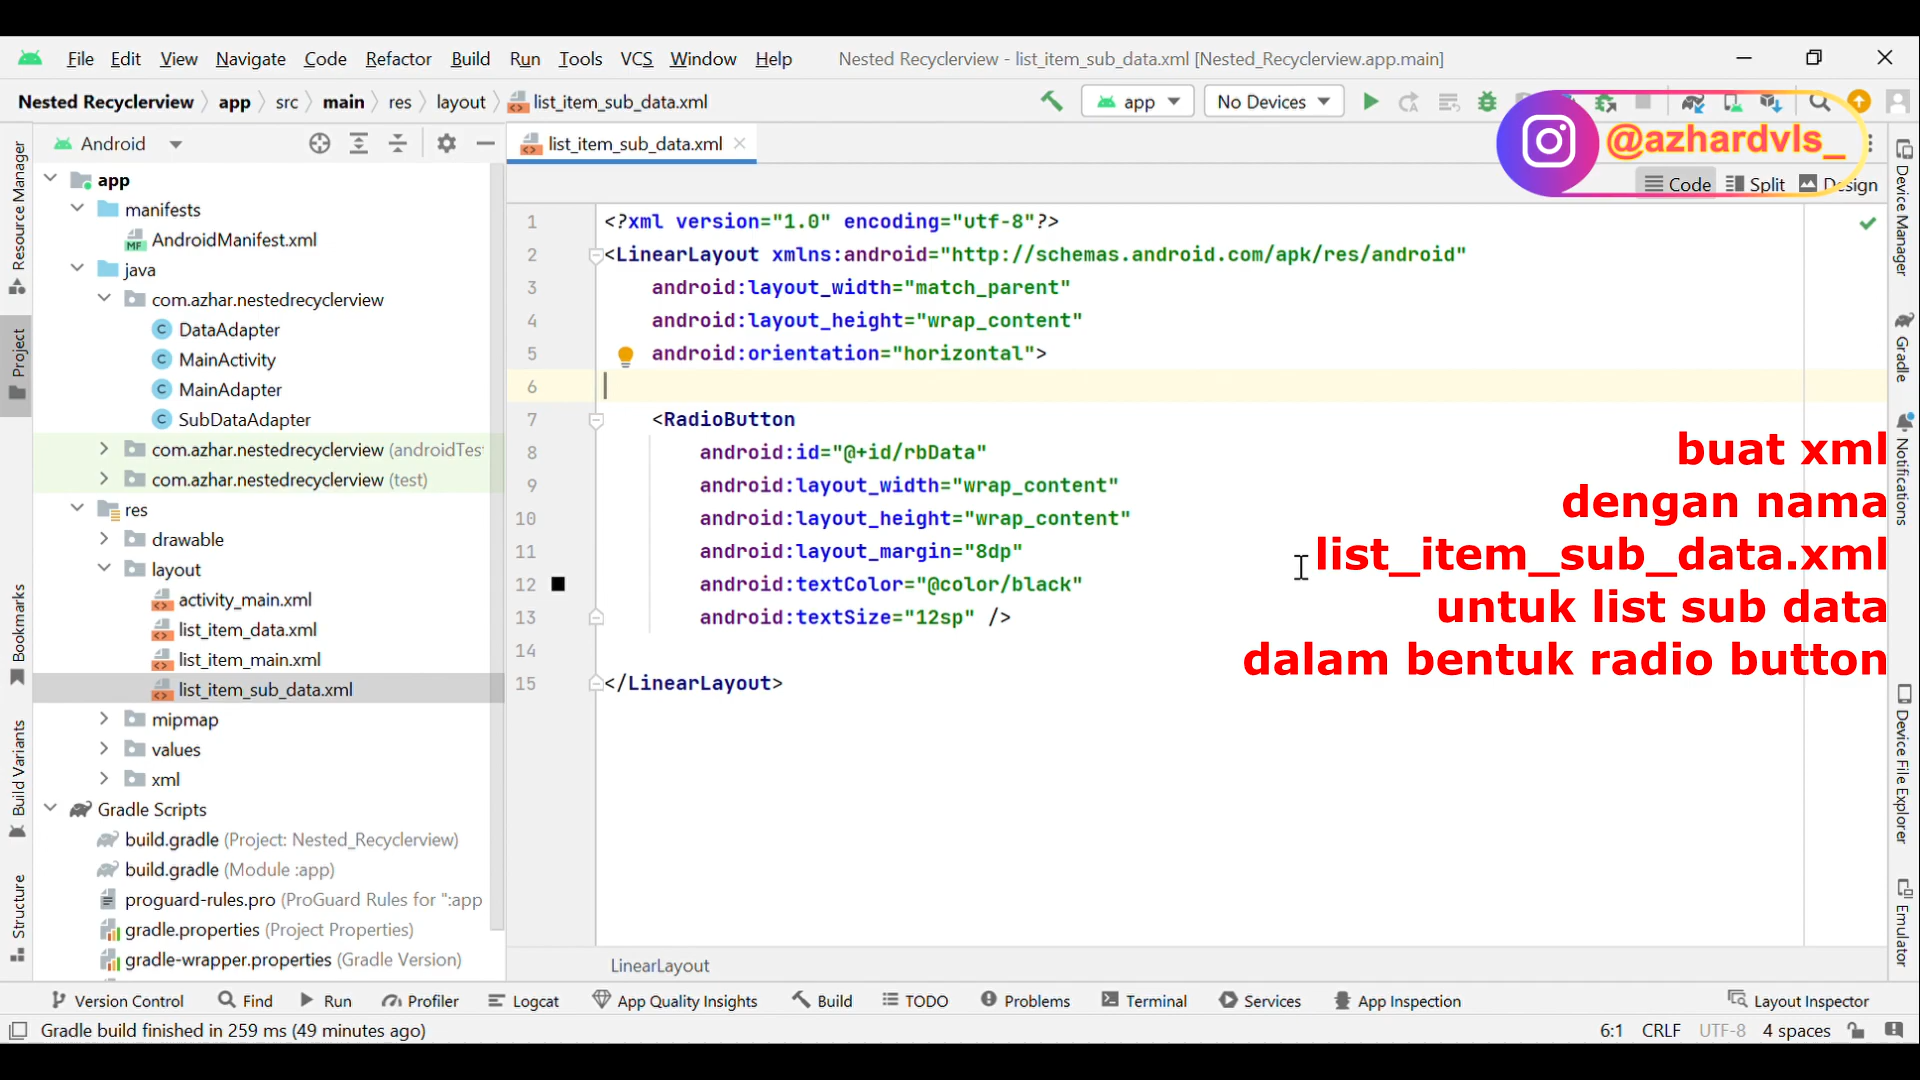 File Edit View Navigate Code Refactor Build Run Tools VCS Window Help Nested Recyclerview - list_item_sub_data.xml [Nested_Recyclerview.app.main]
Nested Recyclerview app src main res layout list_item_sub_data.xml app No Devices
@azhardvls_
Android
list_item_sub_data.xml
Code Split Design
app
manifests
AndroidManifest.xml
java
com.azhar.nestedrecyclerview
DataAdapter
MainActivity
MainAdapter
SubDataAdapter
com.azhar.nestedrecyclerview (androidTes
com.azhar.nestedrecyclerview (test)
res
drawable
layout
activity_main.xml
list_item_data.xml
list_item_main.xml
list_item_sub_data.xml
mipmap
values
xml
Gradle Scripts
build.gradle (Project: Nested_Recyclerview)
build.gradle (Module :app)
proguard-rules.pro (ProGuard Rules for ":app
gradle.properties (Project Properties)
gradle-wrapper.properties (Gradle Version)
1 <?xml version="1.0" encoding="utf-8"?>
2 <LinearLayout xmlns:android="http://schemas.android.com/apk/res/android"
3 android:layout_width="match_parent"
4 android:layout_height="wrap_content"
5 android:orientation="horizontal">
6
7 <RadioButton
8 android:id="@+id/rbData"
9 android:layout_width="wrap_content"
10 android:layout_height="wrap_content"
11 android:layout_margin="8dp"
12 android:textColor="@color/black"
13 android:textSize="12sp" />
14
15 </LinearLayout>
buat xml
dengan nama
list_item_sub_data.xml
untuk list sub data
dalam bentuk radio button
LinearLayout
Resource Manager
Project
Bookmarks
Build Variants
Structure
Device Manager
Gradle
Notifications
Device File Explorer
Emulator
Version Control Find Run Profiler Logcat App Quality Insights Build TODO Problems Terminal Services App Inspection Layout Inspector
Gradle build finished in 259 ms (49 minutes ago) 6:1 CRLF UTF-8 4 spaces